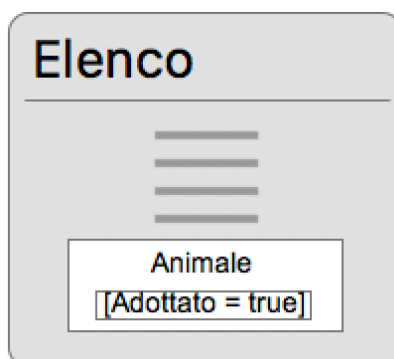 Elenco
Animale
[Adottato = true]